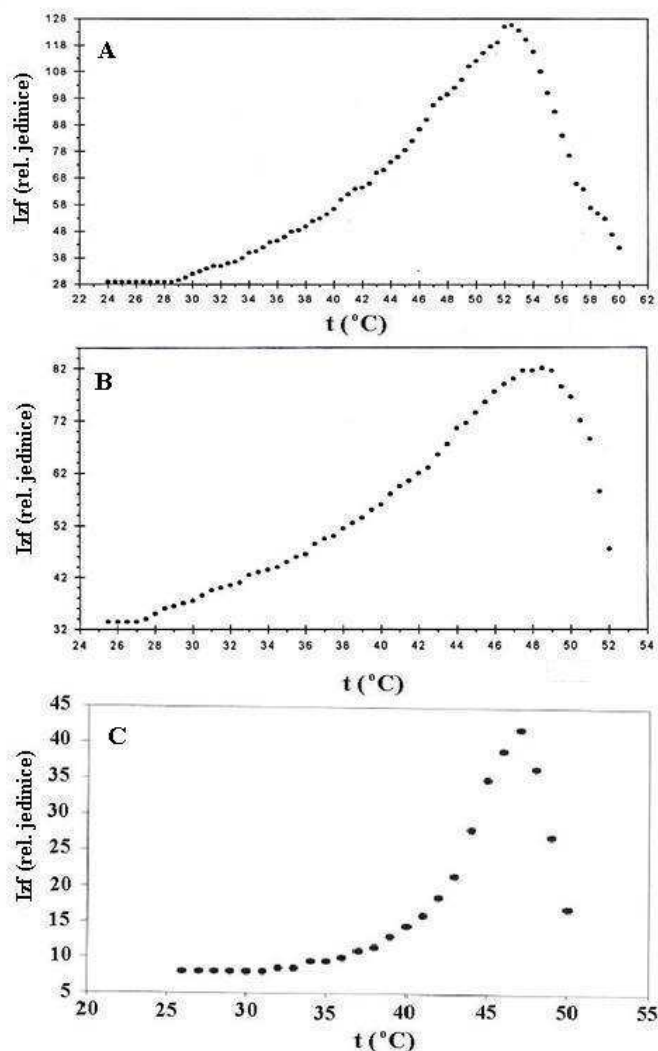 A
Izf (rel. jedinice)
128
118
108
98
88
78
68
58
48
38
28
22 24 26 28 30 32 34 36 38 40 42 44 46 48 50 52 54 56 58 60 62
t (°C)
B
Izf (rel. jedinice)
82
72
62
52
42
32
24 26 28 30 32 34 36 38 40 42 44 46 48 50 52 54
t (°C)
C
Izf (rel. jedinice)
45
40
35
30
25
20
15
10
5
20 25 30 35 40 45 50 55
t (°C)